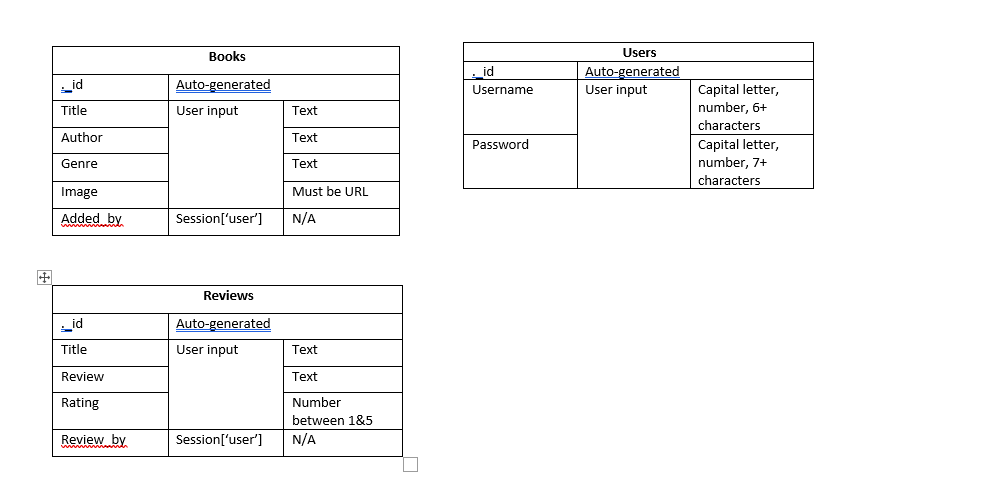 Books
._id Auto-generated
Title User input Text
Author Text
Genre Text
Image Must be URL
Added_by Session['user'] N/A
Users
._id Auto-generated
Username User input Capital letter,
number, 6+
characters
Password Capital letter,
number, 7+
characters
Reviews
._id Auto-generated
Title User input Text
Review Text
Rating Number
between 1&5
Review_by Session['user'] N/A